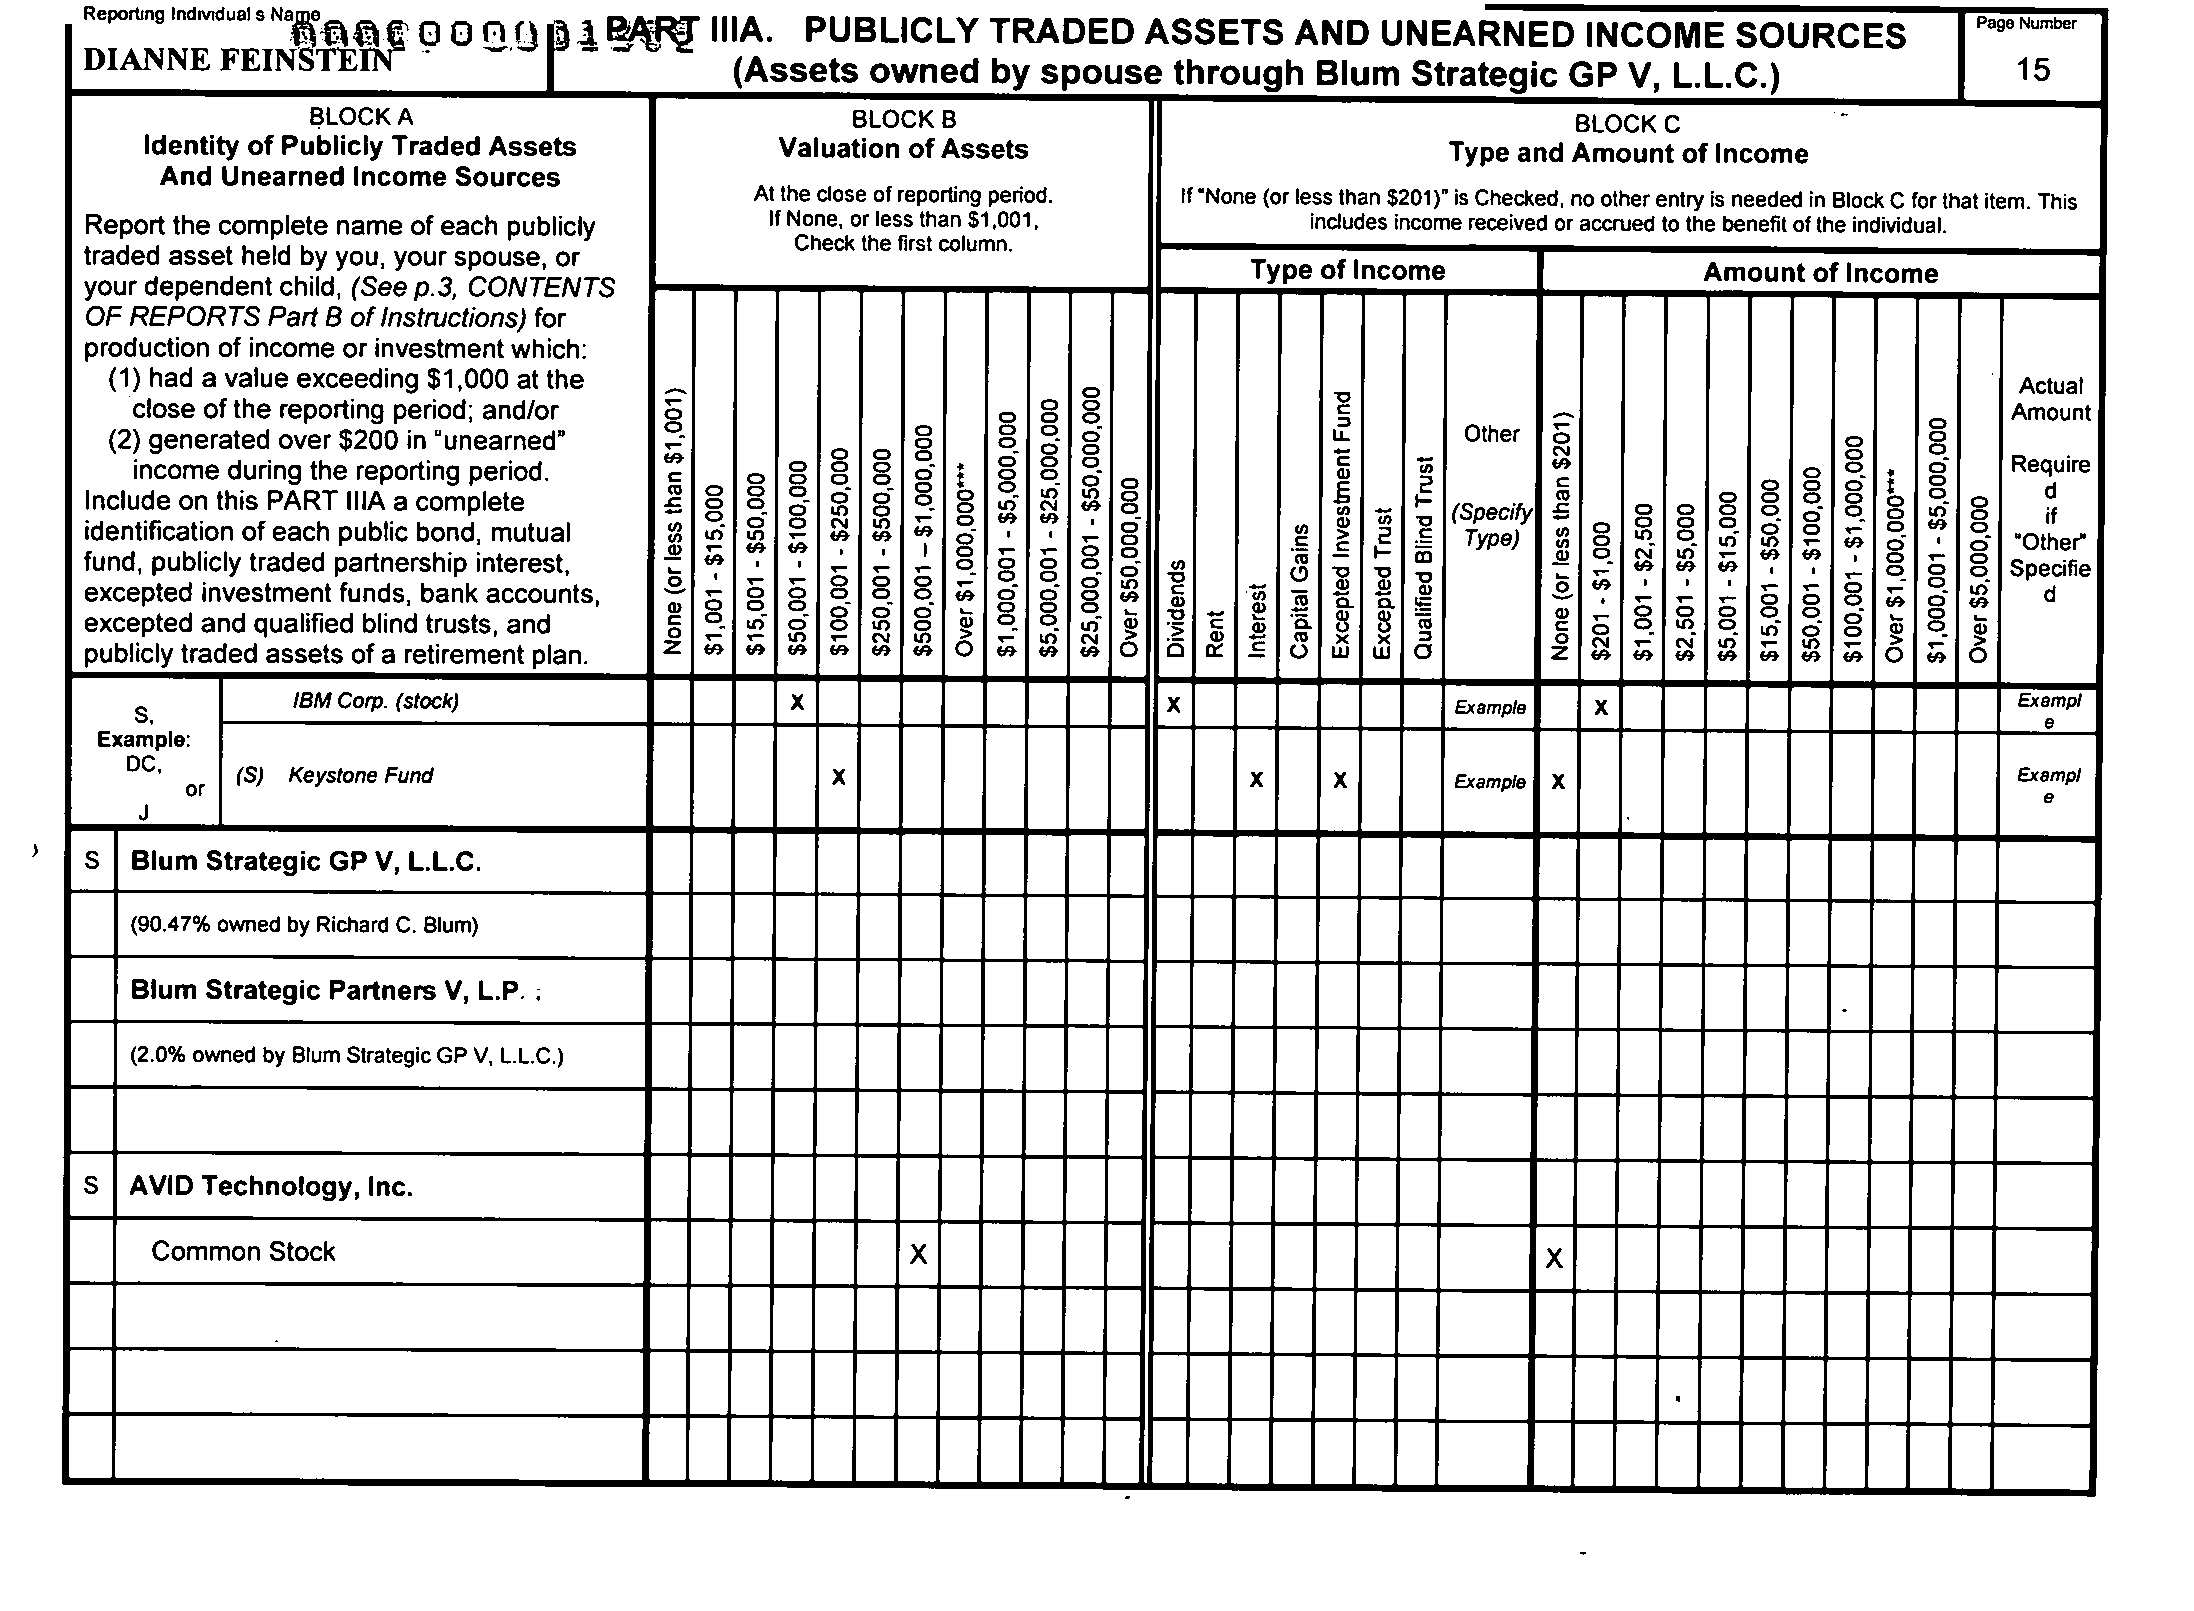 Reporting Individual s Name
DIANNE FEINSTEIN
PART IIIA. PUBLICLY TRADED ASSETS AND UNEARNED INCOME SOURCES
(Assets owned by spouse through Blum Strategic GP V, L.L.C.)
Page Number
15
BLOCK A
Identity of Publicly Traded Assets
And Unearned Income Sources
Report the complete name of each publicly
traded asset held by you, your spouse, or
your dependent child, (See p.3, CONTENTS
OF REPORTS Part B of Instructions) for
production of income or investment which:
(1) had a value exceeding $1,000 at the
close of the reporting period; and/or
(2) generated over $200 in "unearned"
income during the reporting period.
Include on this PART IIIA a complete
identification of each public bond, mutual
fund, publicly traded partnership interest,
excepted investment funds, bank accounts,
excepted and qualified blind trusts, and
publicly traded assets of a retirement plan.
BLOCK B
Valuation of Assets
At the close of reporting period.
If None, or less than $1,001,
Check the first column.
None (or less than $1,001)
$1,001 - $15,000
$15,001 - $50,000
$50,001 - $100,000
$100,001 - $250,000
$250,001 - $500,000
$500,001 – $1,000,000
Over $1,000,000***
$1,000,001 - $5,000,000
$5,000,001 - $25,000,000
$25,000,001 - $50,000,000
Over $50,000,000
BLOCK C
Type and Amount of Income
If "None (or less than $201)" is Checked, no other entry is needed in Block C for that item. This
includes income received or accrued to the benefit of the individual.
Type of Income
Dividends
Rent
Interest
Capital Gains
Excepted Investment Fund
Excepted Trust
Qualified Blind Trust
Other
(Specify
Type)
Amount of Income
None (or less than $201)
$201 - $1,000
$1,001 - $2,500
$2,501 - $5,000
$5,001 - $15,000
$15,001 - $50,000
$50,001 - $100,000
$100,001 - $1,000,000
Over $1,000,000***
$1,000,001 - $5,000,000
Over $5,000,000
Actual
Amount
Require
d
if
"Other"
Specifie
d
S,
Example:
DC,
or
J
IBM Corp. (stock) X X Example X Exampl
e
(S) Keystone Fund X X X Example X Exampl
e
S Blum Strategic GP V, L.L.C.
(90.47% owned by Richard C. Blum)
Blum Strategic Partners V, L.P. :
(2.0% owned by Blum Strategic GP V, L.L.C.)
S AVID Technology, Inc.
Common Stock X X